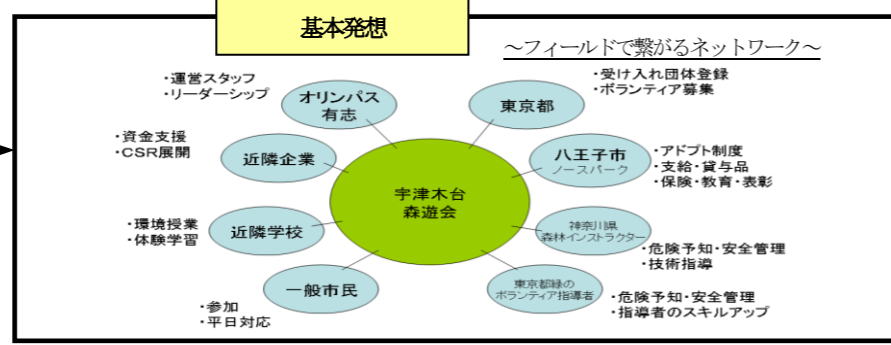 基本発想
～フィールドで繋がるネットワーク～
・運営スタッフ
・リーダーシップ
オリンパス
有志
東京都
・受け入れ団体登録
・ボランティア募集
・資金支援
・CSR展開
近隣企業
八王子市
ノースパーク
・アドプト制度
・支給・貸与品
・保険・教育・表彰
宇津木台
森遊会
・環境授業
・体験学習
近隣学校
神奈川県
森林インストラクター
・危険予知・安全管理
・技術指導
一般市民
・参加
・平日対応
東京都緑の
ボランティア指導者
・危険予知・安全管理
・指導者のスキルアップ